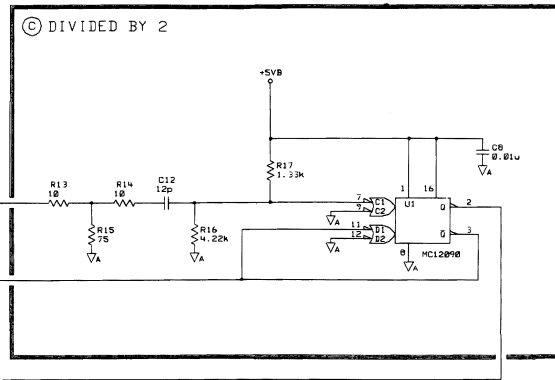 Ⓒ DIVIDED BY 2
+5VB
R17
1.33k
C8
0.01u
A
R13
10
R14
10
C12
12p
R15
75
A
R16
4.22k
A
7
9
C1
C2
A
11
12
D1
D2
A
1
16
U1
Q
2
Q̅
3
8
A
MC12090